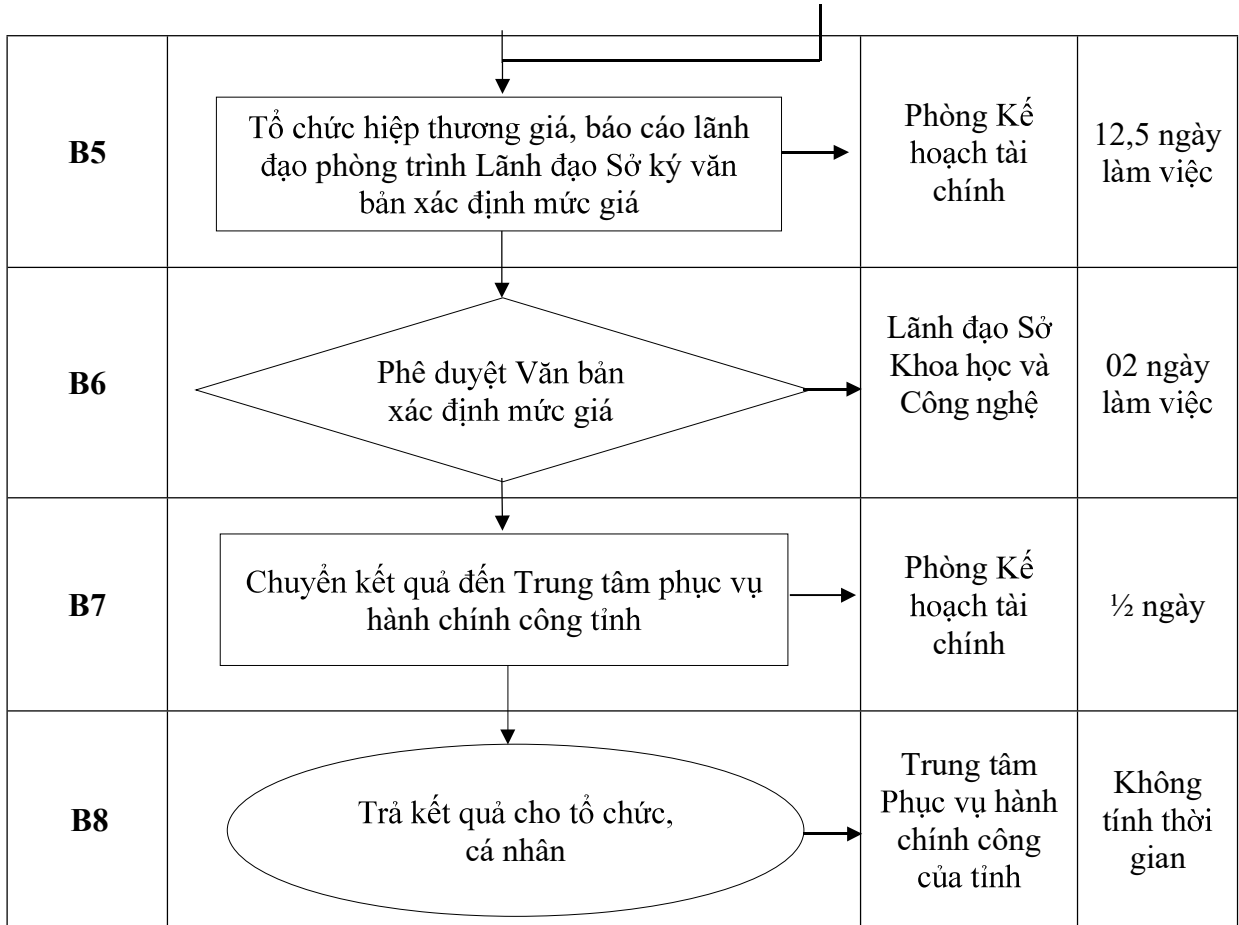 B5
Tổ chức hiệp thương giá, báo cáo lãnh
đạo phòng trình Lãnh đạo Sở ký văn
bản xác định mức giá
Phòng Kế
hoạch tài
chính
12,5 ngày
làm việc
B6
Phê duyệt Văn bản
xác định mức giá
Lãnh đạo Sở
Khoa học và
Công nghệ
02 ngày
làm việc
B7
Chuyển kết quả đến Trung tâm phục vụ
hành chính công tỉnh
Phòng Kế
hoạch tài
chính
½ ngày
B8
Trả kết quả cho tổ chức,
cá nhân
Trung tâm
Phục vụ hành
chính công
của tỉnh
Không
tính thời
gian